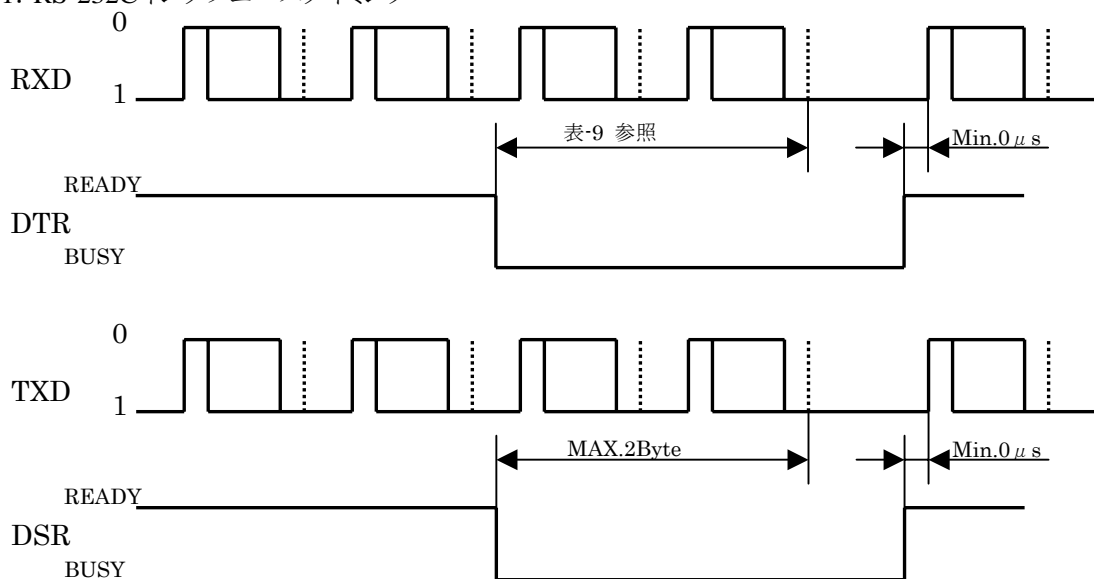 0
RXD
1
表-9 参照
Min.0μs
READY
DTR
BUSY
0
TXD
1
MAX.2Byte
Min.0μs
READY
DSR
BUSY